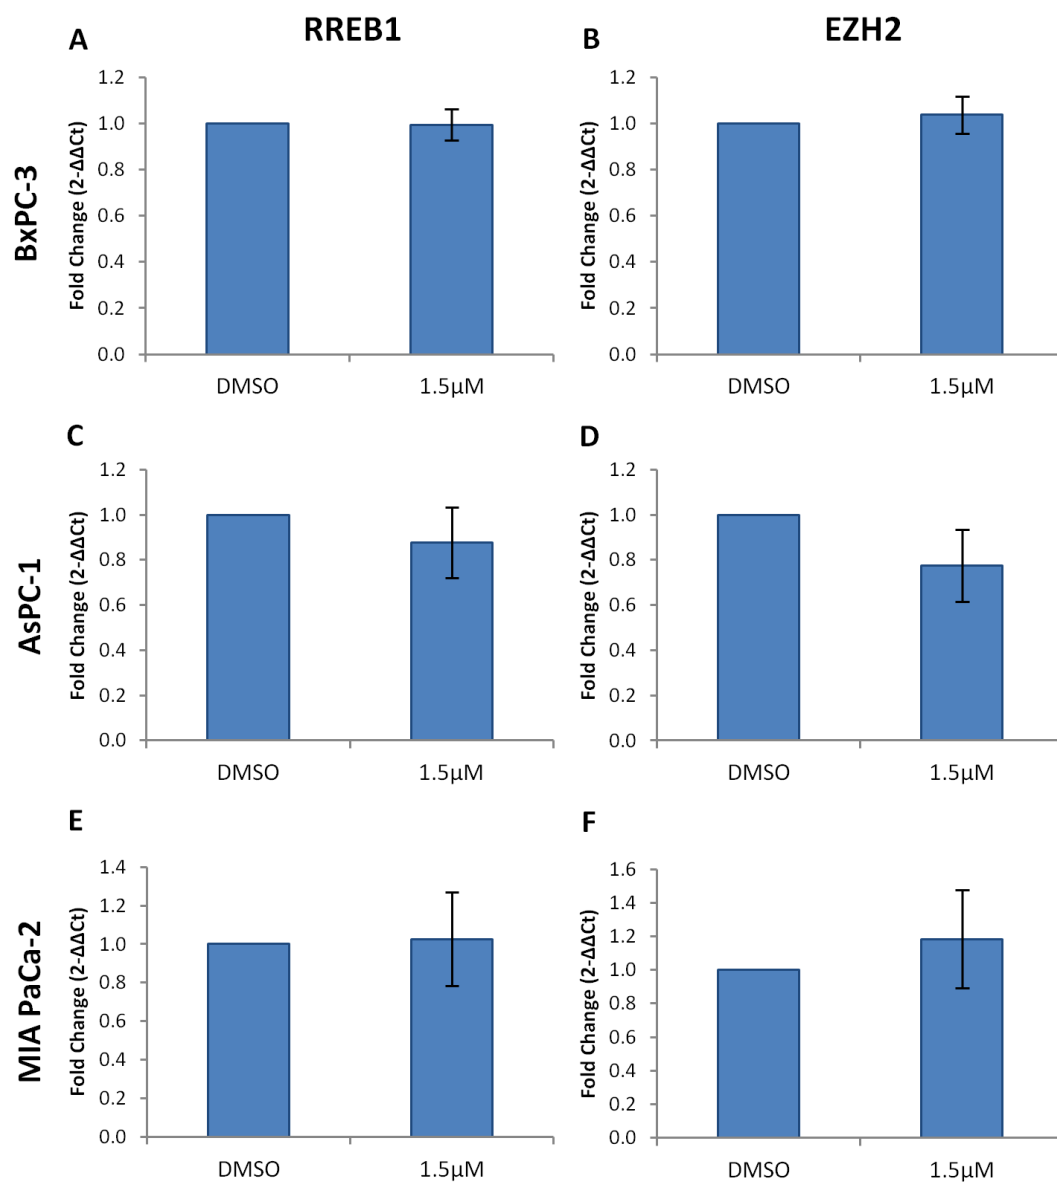 RREB1
EZH2
BxPC-3
A
Fold Change (2-ΔΔCt)
1.2
1.0
0.8
0.6
0.4
0.2
0.0
DMSO
1.5μM
B
Fold Change (2-ΔΔCt)
1.2
1.0
0.8
0.6
0.4
0.2
0.0
DMSO
1.5μM
AsPC-1
C
Fold Change (2-ΔΔCt)
1.2
1.0
0.8
0.6
0.4
0.2
0.0
DMSO
1.5μM
D
Fold Change (2-ΔΔCt)
1.2
1.0
0.8
0.6
0.4
0.2
0.0
DMSO
1.5μM
MIA PaCa-2
E
Fold Change (2-ΔΔCt)
1.4
1.2
1.0
0.8
0.6
0.4
0.2
0.0
DMSO
1.5μM
F
Fold Change (2-ΔΔCt)
1.6
1.4
1.2
1.0
0.8
0.6
0.4
0.2
0.0
DMSO
1.5μM